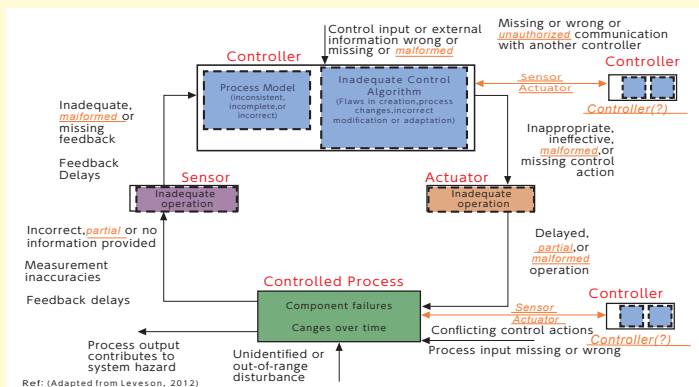 Control input or external
information wrong or
missing or malformed
Missing or wrong or
unauthorized communication
with another controller
Controller
Process Model
(inconsistent,
incomplete,or
incorrect)
Inadequate Control
Algorithm
(Flaws in creation,process
changes,incorrect
modification or adaptation)
Sensor
Actuator
Controller
Controller(?)
Inadequate,
malformed or
missing
feedback
Feedback
Delays
Inappropriate,
ineffective,
malformed,or
missing control
action
Sensor
Inadequate
operation
Actuator
Inadequate
operation
Incorrect,partial or no
information provided
Measurement
inaccuracies
Feedback delays
Delayed,
partial,or
malformed
operation
Controlled Process
Component failures
Canges over time
Sensor
Actuator
Controller
Controller(?)
Conflicting control actions
Process input missing or wrong
Process output
contributes to
system hazard
Unidentified or
out-of-range
disturbance
Ref: (Adapted from Leveson, 2012)